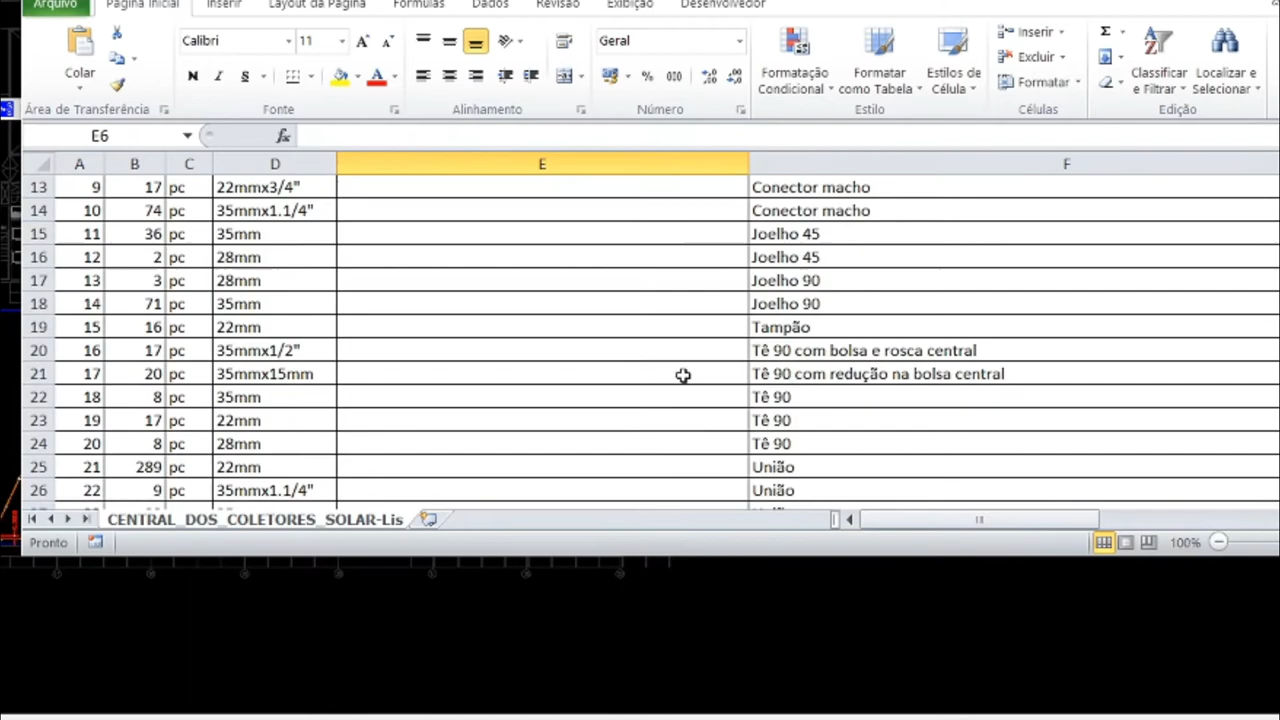 Arquivo Página Inicial Inserir Layout da Página Fórmulas Dados Revisão Exibição Desenvolvedor
Colar
Calibri 11
N I S A
Geral
% 000
Formatação Condicional
Formatar como Tabela
Estilos de Célula
Inserir
Excluir
Formatar
Σ
Classificar e Filtrar
Localizar e Selecionar
Área de Transferência Fonte Alinhamento Número Estilo Células Edição
E6 fx
A B C D E F
13 9 17 pc 22mmx3/4" Conector macho
14 10 74 pc 35mmx1.1/4" Conector macho
15 11 36 pc 35mm Joelho 45
16 12 2 pc 28mm Joelho 45
17 13 3 pc 28mm Joelho 90
18 14 71 pc 35mm Joelho 90
19 15 16 pc 22mm Tampão
20 16 17 pc 35mmx1/2" Tê 90 com bolsa e rosca central
21 17 20 pc 35mmx15mm Tê 90 com redução na bolsa central
22 18 8 pc 35mm Tê 90
23 19 17 pc 22mm Tê 90
24 20 8 pc 28mm Tê 90
25 21 289 pc 22mm União
26 22 9 pc 35mmx1.1/4" União
CENTRAL_DOS_COLETORES_SOLAR-Lis
Pronto 100%